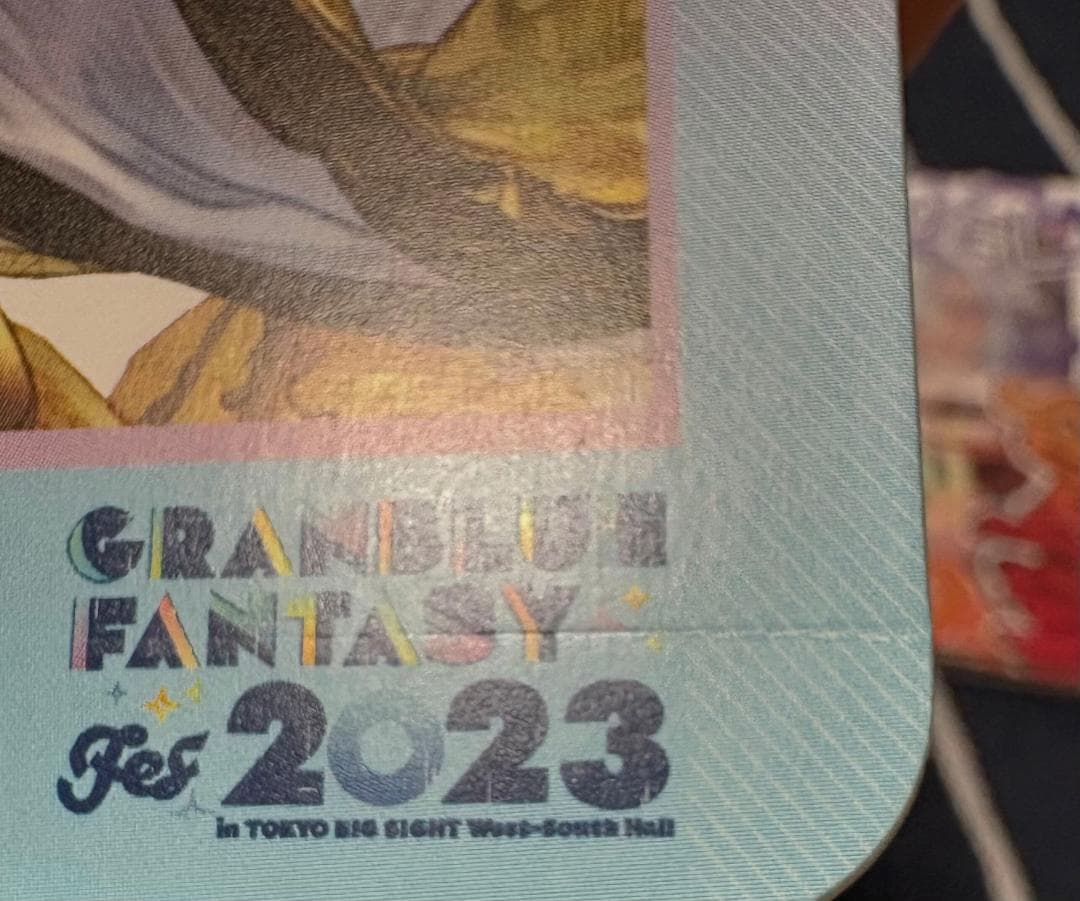 GRANBLUE
FANTASY
Fes 2023
in TOKYO BIG SIGHT West-South Hall